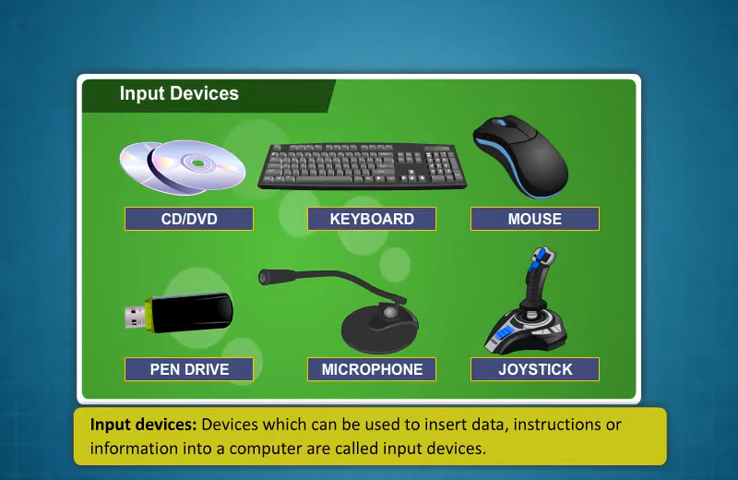 Input Devices
CD/DVD
KEYBOARD
MOUSE
PEN DRIVE
MICROPHONE
JOYSTICK
Input devices: Devices which can be used to insert data, instructions or
information into a computer are called input devices.